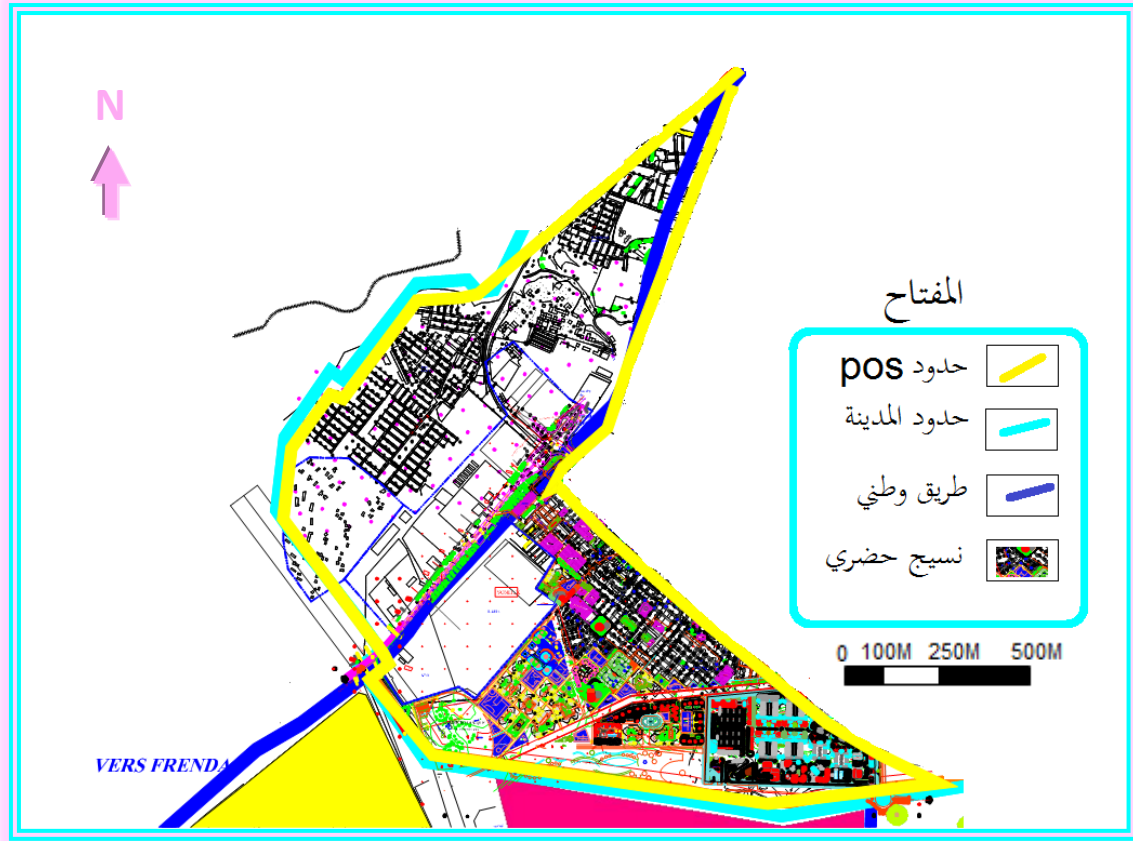 N
المفتاح
حدود pos
حدود المدينة
طريق وطني
نسيج حضري
0 100M 250M 500M
VERS FRENDA